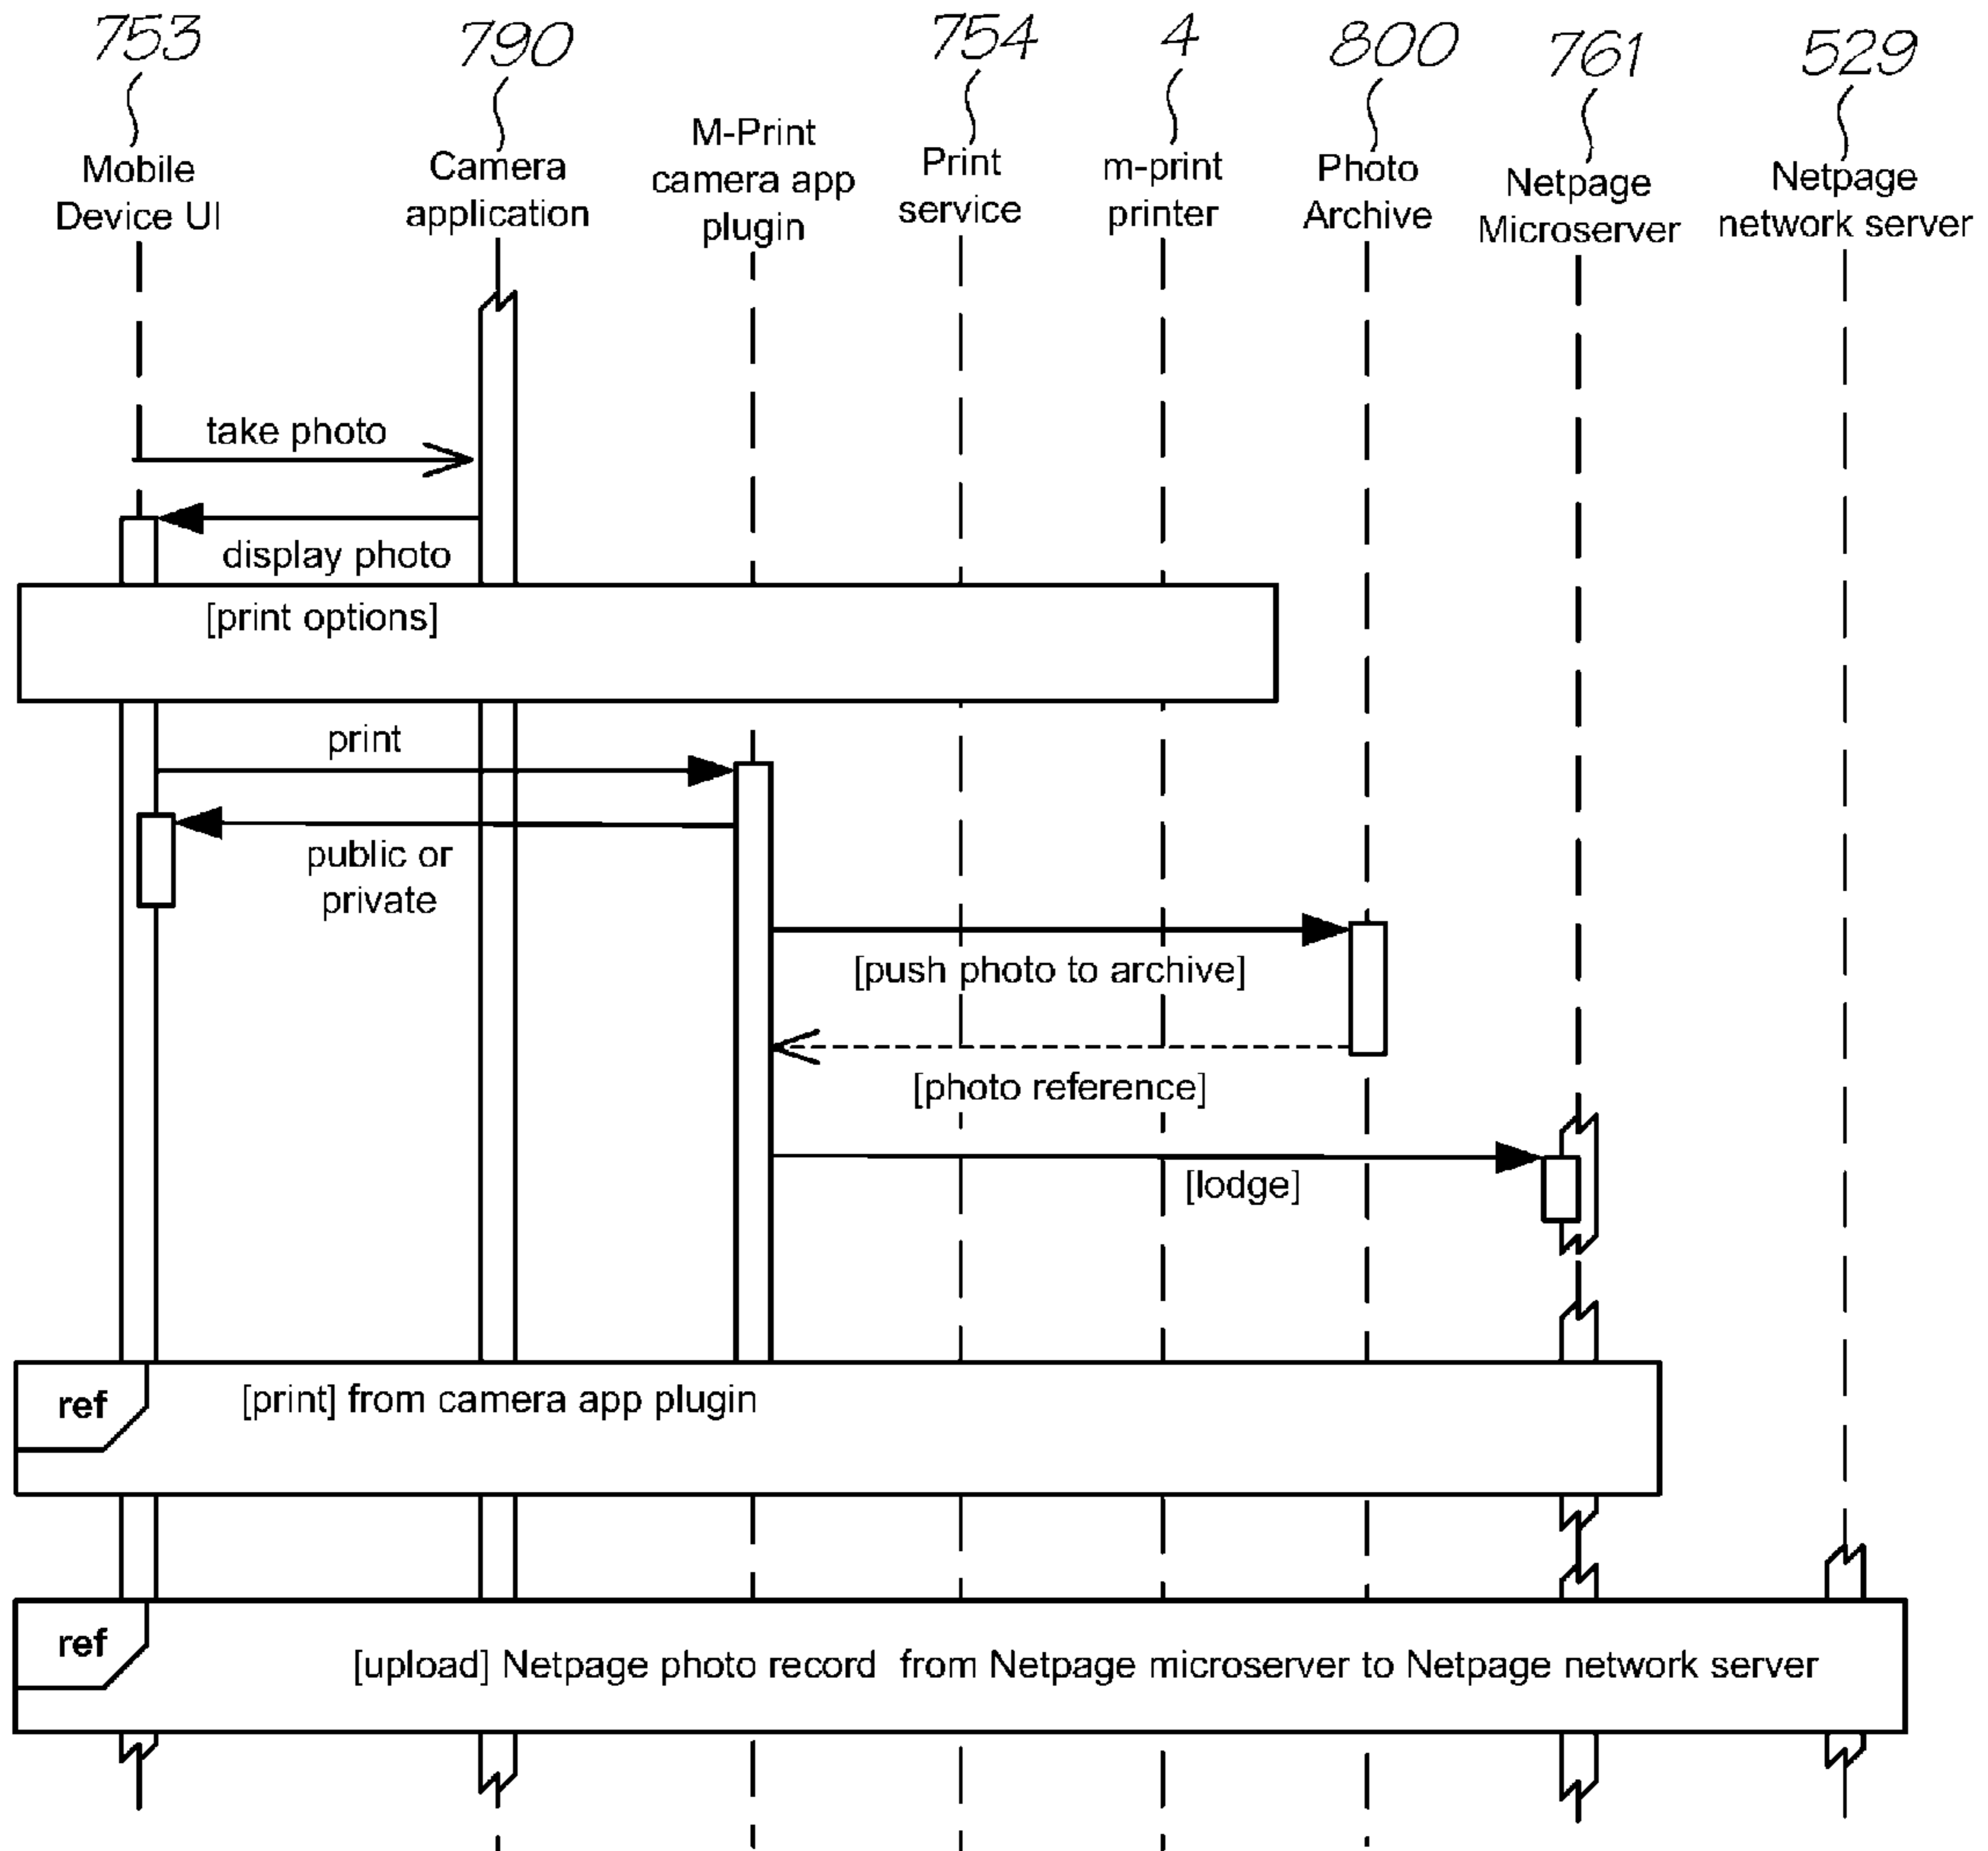 753 790 754 4 800 761 529
Mobile
Device UI
Camera
application
M-Print
camera app
plugin
Print
service
m-print
printer
Photo
Archive
Netpage
Microserver
Netpage
network server
take photo
display photo
[print options]
print
public or
private
[push photo to archive]
[photo reference]
[lodge]
ref
[print] from camera app plugin
ref
[upload] Netpage photo record from Netpage microserver to Netpage network server